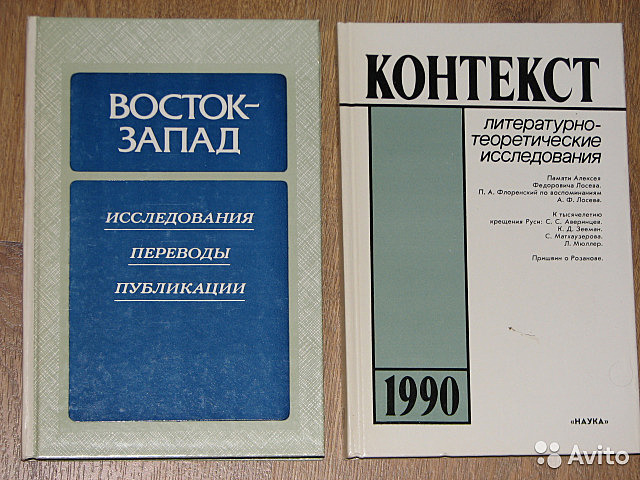 ВОСТОК-
ЗАПАД
ИССЛЕДОВАНИЯ
ПЕРЕВОДЫ
ПУБЛИКАЦИИ
КОНТЕКСТ
литературно-
теоретические
исследования
Памяти Алексея
Федоровича Лосева.
П. А. Флоренский по воспоминаниям
А. Ф. Лосева.
К тысячелетию
крещения Руси: С. С. Аверинцев.
К. Д. Зееман.
С. Матхаузерова.
Л. Мюллер.
Пришвин о Розанове.
1990
«НАУКА»
Avito